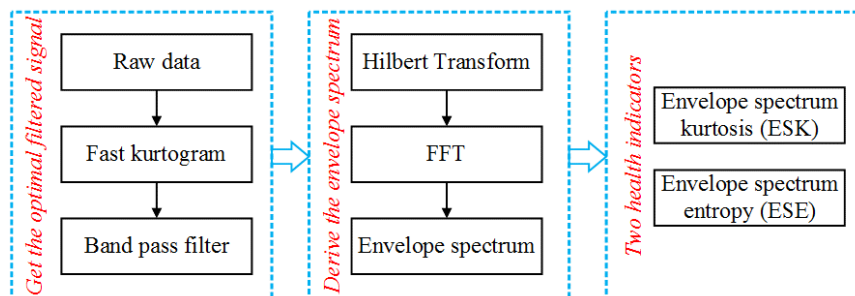 Get the optimal filtered signal
Raw data
Fast kurtogram
Band pass filter
Derive the envelope spectrum
Hilbert Transform
FFT
Envelope spectrum
Two health indicators
Envelope spectrum
kurtosis (ESK)
Envelope spectrum
entropy (ESE)